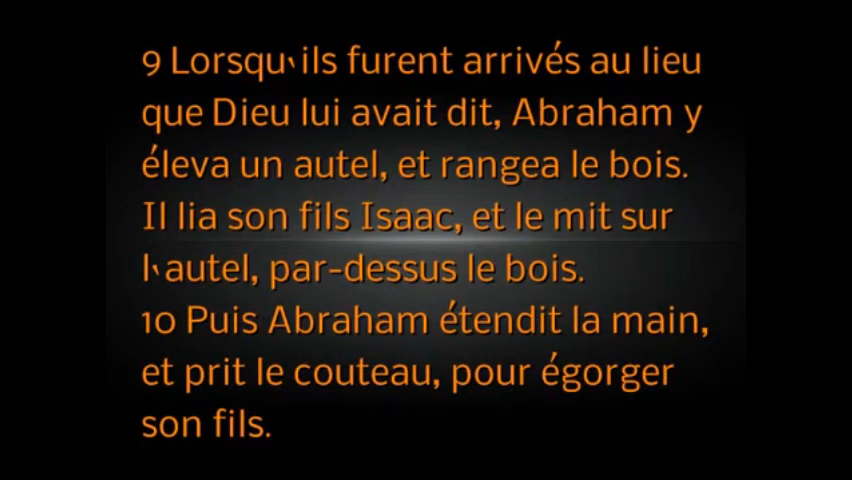 9 Lorsqu'ils furent arrivés au lieu
que Dieu lui avait dit, Abraham y
éleva un autel, et rangea le bois.
Il lia son fils Isaac, et le mit sur
l'autel, par-dessus le bois.
10 Puis Abraham étendit la main,
et prit le couteau, pour égorger
son fils.